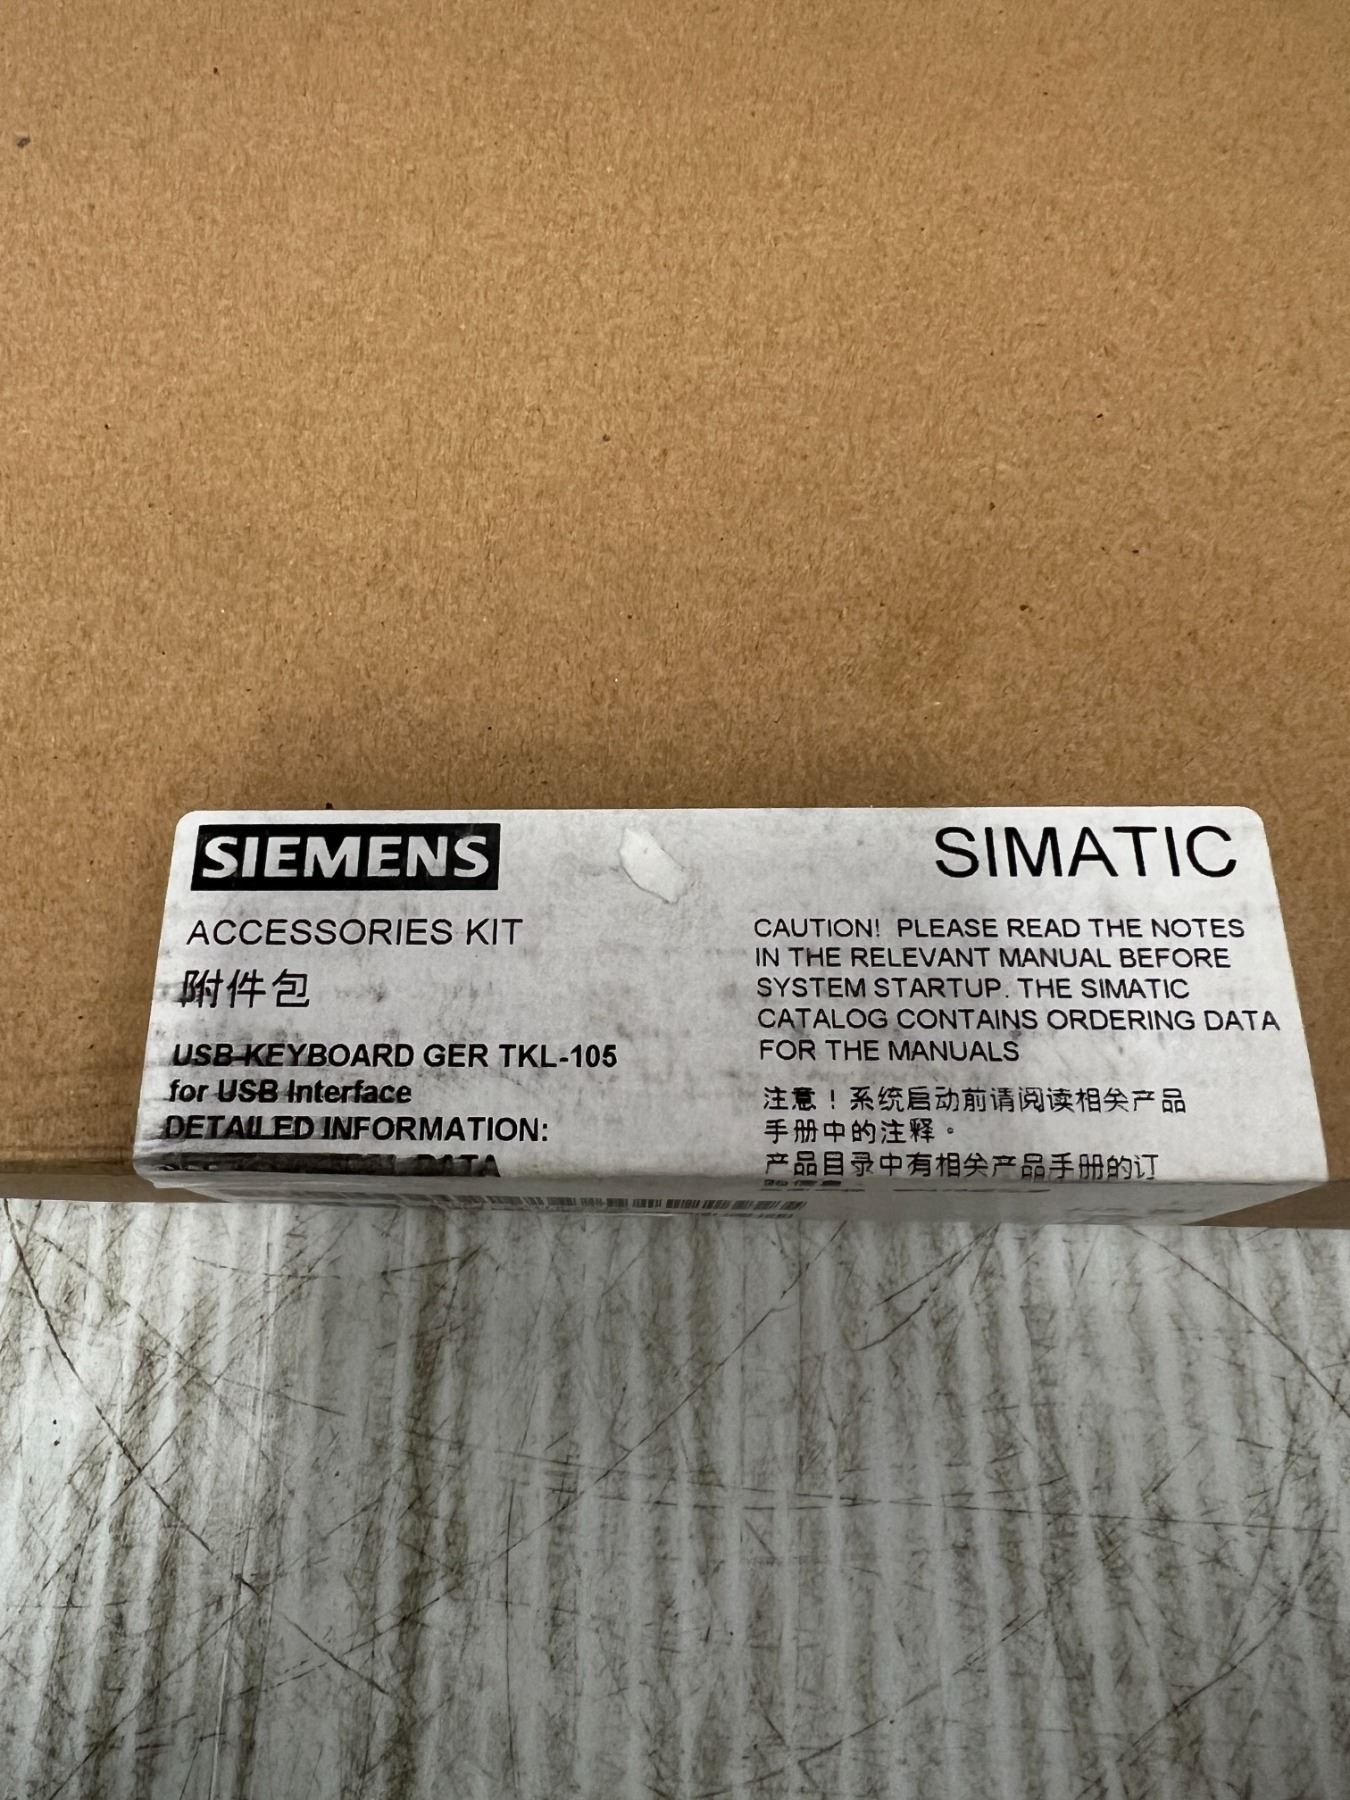 SIEMENS
SIMATIC
ACCESSORIES KIT
附件包
USB-KEYBOARD GER TKL-105
for USB Interface
DETAILED INFORMATION:
DATA
CAUTION! PLEASE READ THE NOTES
IN THE RELEVANT MANUAL BEFORE
SYSTEM STARTUP. THE SIMATIC
CATALOG CONTAINS ORDERING DATA
FOR THE MANUALS
注意！系统启动前请阅读相关产品
手册中的注释。
产品目录中有相关产品手册的订